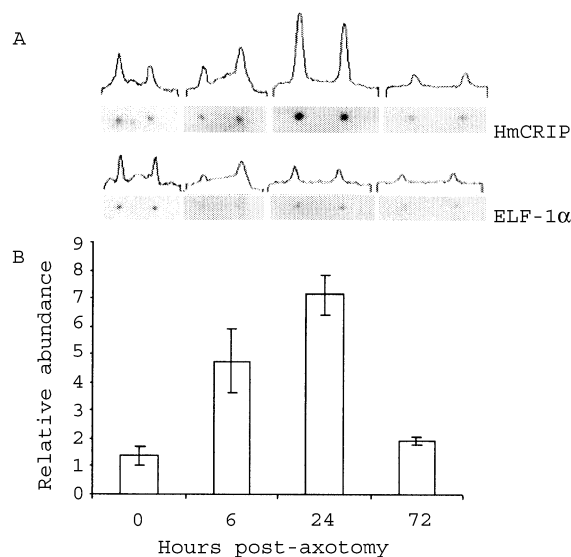 A
HmCRIP
ELF-1α
B
Relative abundance
9
8
7
6
5
4
3
2
1
0
0 6 24 72
Hours post-axotomy